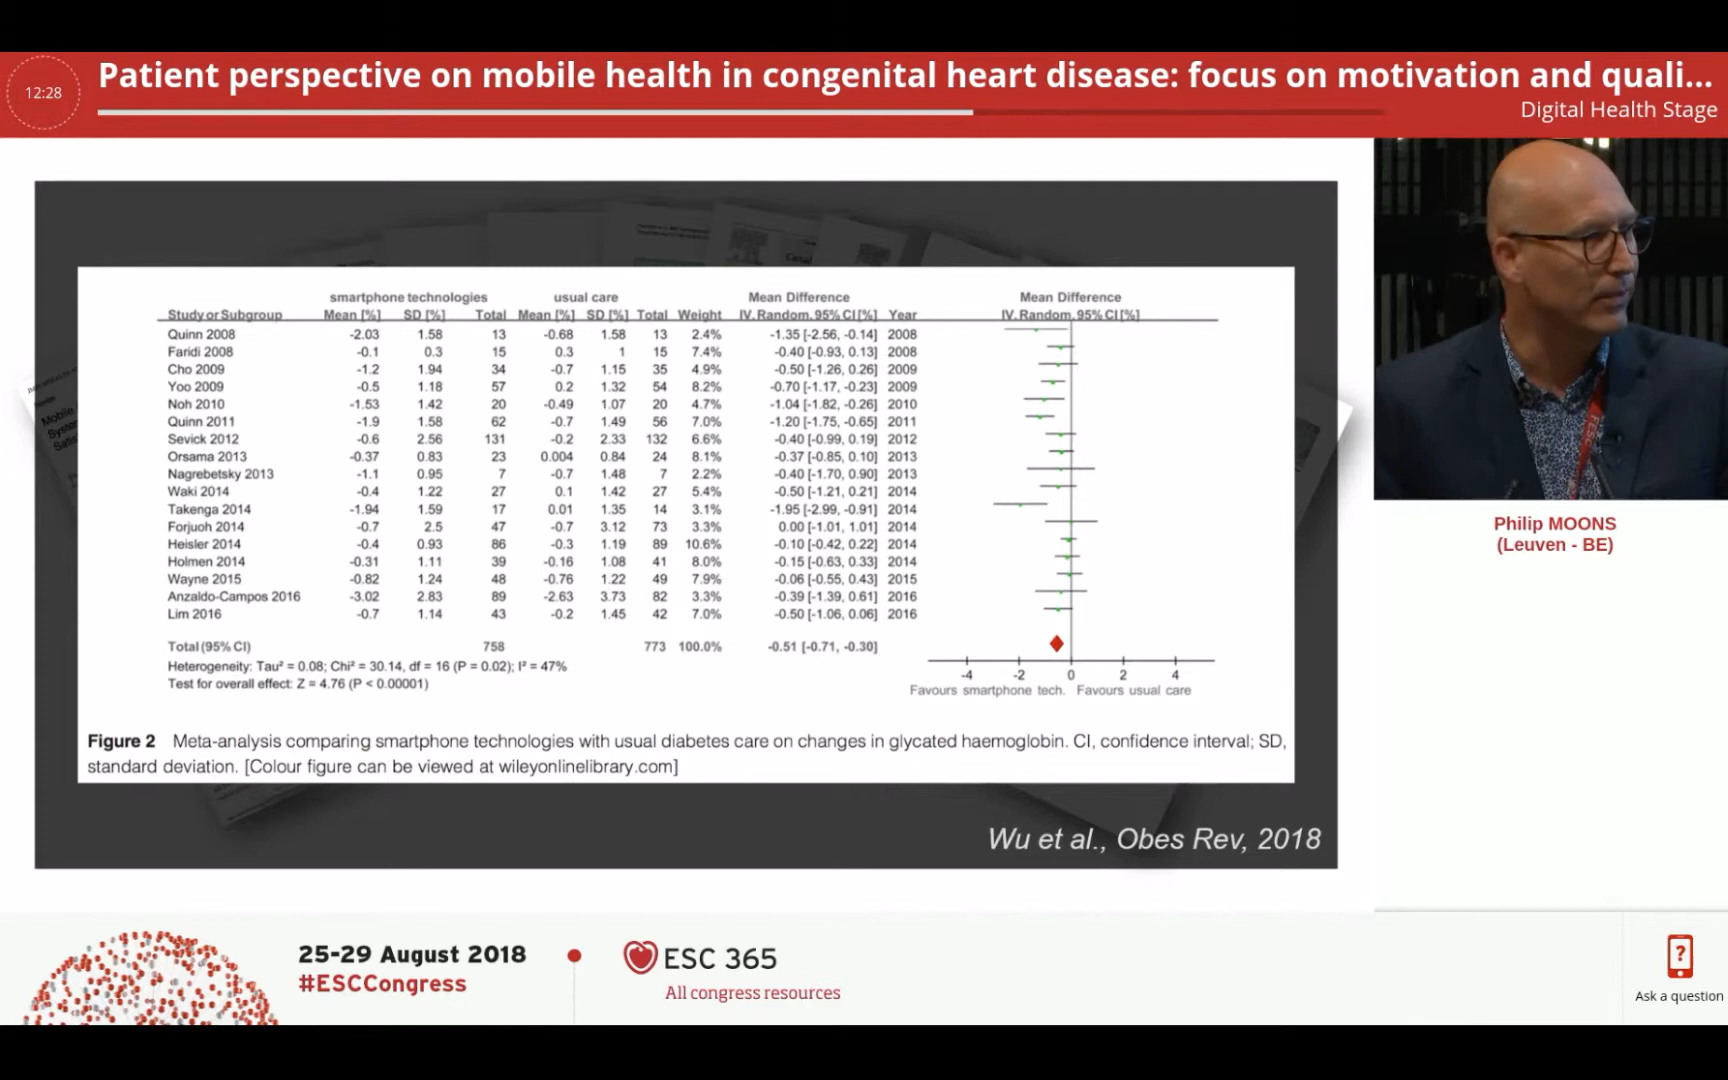 12:28
Patient perspective on mobile health in congenital heart disease: focus on motivation and quali...
Digital Health Stage
smartphone technologies usual care Mean Difference Mean Difference
Study or Subgroup Mean [%] SD [%] Total Mean [%] SD [%] Total Weight IV. Random. 95% CI [%] Year IV. Random. 95% CI [%]
Quinn 2008 -2.03 1.58 13 -0.68 1.58 13 2.4% -1.35 [-2.56, -0.14] 2008
Faridi 2008 -0.1 0.3 15 0.3 1 15 7.4% -0.40 [-0.93, 0.13] 2008
Cho 2009 -1.2 1.94 34 -0.7 1.15 35 4.9% -0.50 [-1.26, 0.26] 2009
Yoo 2009 -0.5 1.18 57 0.2 1.32 54 8.2% -0.70 [-1.17, -0.23] 2009
Noh 2010 -1.53 1.42 20 -0.49 1.07 20 4.7% -1.04 [-1.82, -0.26] 2010
Quinn 2011 -1.9 1.58 62 -0.7 1.49 56 7.0% -1.20 [-1.75, -0.65] 2011
Sevick 2012 -0.6 2.56 131 -0.2 2.33 132 6.6% -0.40 [-0.99, 0.19] 2012
Orsama 2013 -0.37 0.83 23 0.004 0.84 24 8.1% -0.37 [-0.85, 0.10] 2013
Nagrebetsky 2013 -1.1 0.95 7 -0.7 1.48 7 2.2% -0.40 [-1.70, 0.90] 2013
Waki 2014 -0.4 1.22 27 0.1 1.42 27 5.4% -0.50 [-1.21, 0.21] 2014
Takenga 2014 -1.94 1.59 17 0.01 1.35 14 3.1% -1.95 [-2.99, -0.91] 2014
Forjuoh 2014 -0.7 2.5 47 -0.7 3.12 73 3.3% 0.00 [-1.01, 1.01] 2014
Heisler 2014 -0.4 0.93 86 -0.3 1.19 89 10.6% -0.10 [-0.42, 0.22] 2014
Holmen 2014 -0.31 1.11 39 -0.16 1.08 41 8.0% -0.15 [-0.63, 0.33] 2014
Wayne 2015 -0.82 1.24 48 -0.76 1.22 49 7.9% -0.06 [-0.55, 0.43] 2015
Anzaldo-Campos 2016 -3.02 2.83 89 -2.63 3.73 82 3.3% -0.39 [-1.39, 0.61] 2016
Lim 2016 -0.7 1.14 43 -0.2 1.45 42 7.0% -0.50 [-1.06, 0.06] 2016
Total (95% CI) 758 773 100.0% -0.51 [-0.71, -0.30]
Heterogeneity: Tau² = 0.08; Chi² = 30.14, df = 16 (P = 0.02); I² = 47%
Test for overall effect: Z = 4.76 (P < 0.00001)
-4 -2 0 2 4
Favours smartphone tech. Favours usual care
Figure 2 Meta-analysis comparing smartphone technologies with usual diabetes care on changes in glycated haemoglobin. CI, confidence interval; SD,
standard deviation. [Colour figure can be viewed at wileyonlinelibrary.com]
Wu et al., Obes Rev, 2018
Mobile
Philip MOONS
(Leuven - BE)
25-29 August 2018
#ESCCongress
ESC 365
All congress resources
?
Ask a question